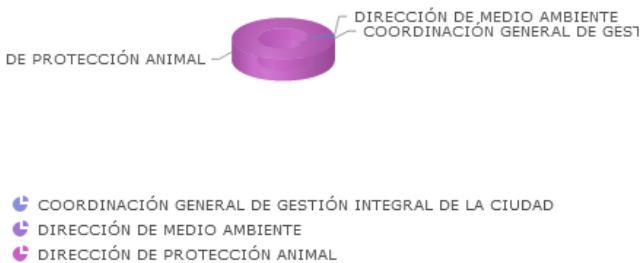 DIRECCIÓN DE MEDIO AMBIENTE
COORDINACIÓN GENERAL DE GEST
DE PROTECCIÓN ANIMAL
COORDINACIÓN GENERAL DE GESTIÓN INTEGRAL DE LA CIUDAD
DIRECCIÓN DE MEDIO AMBIENTE
DIRECCIÓN DE PROTECCIÓN ANIMAL